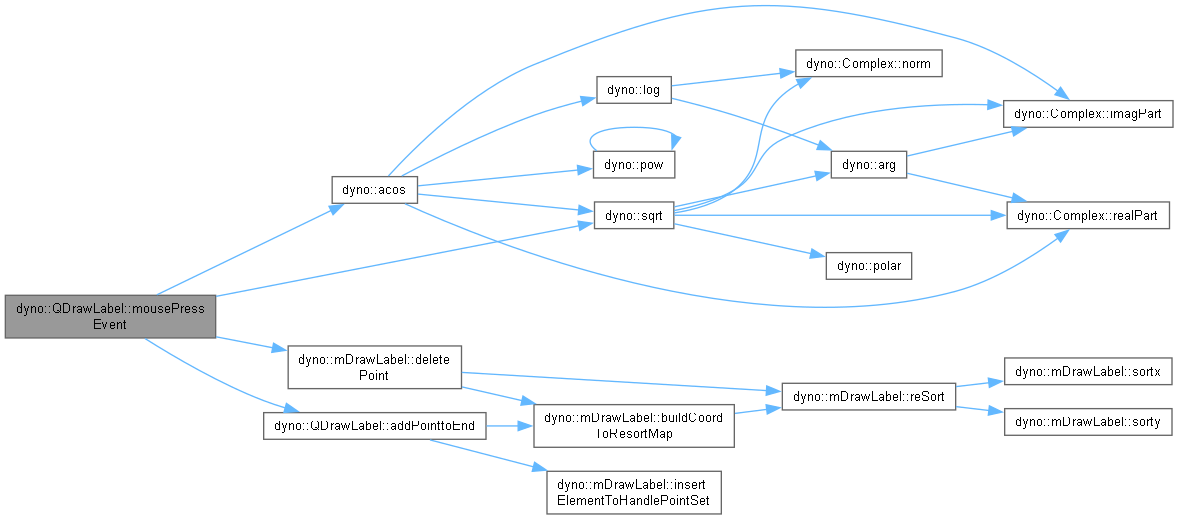 dyno::Complex::norm
dyno::log
dyno::Complex::imagPart
dyno::pow
dyno::arg
dyno::acos
dyno::sqrt
dyno::Complex::realPart
dyno::polar
dyno::QDrawLabel::mousePress
Event
dyno::mDrawLabel::delete
Point
dyno::mDrawLabel::sortx
dyno::mDrawLabel::reSort
dyno::QDrawLabel::addPointtoEnd
dyno::mDrawLabel::buildCoord
ToResortMap
dyno::mDrawLabel::sorty
dyno::mDrawLabel::insert
ElementToHandlePointSet